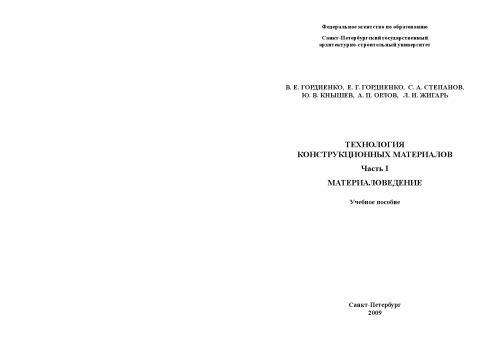 Федеральное агентство по образованию
Санкт-Петербургский государственный
архитектурно-строительный университет
В. Е. ГОРДИЕНКО, Е. Г. ГОРДИЕНКО, С. А. СТЕПАНОВ,
Ю. В. КНЫШЕВ, А. П. ОРЛОВ, Л. И. ЖИГАРЬ
ТЕХНОЛОГИЯ
КОНСТРУКЦИОННЫХ МАТЕРИАЛОВ
Часть I
МАТЕРИАЛОВЕДЕНИЕ
Учебное пособие
Санкт-Петербург
2009